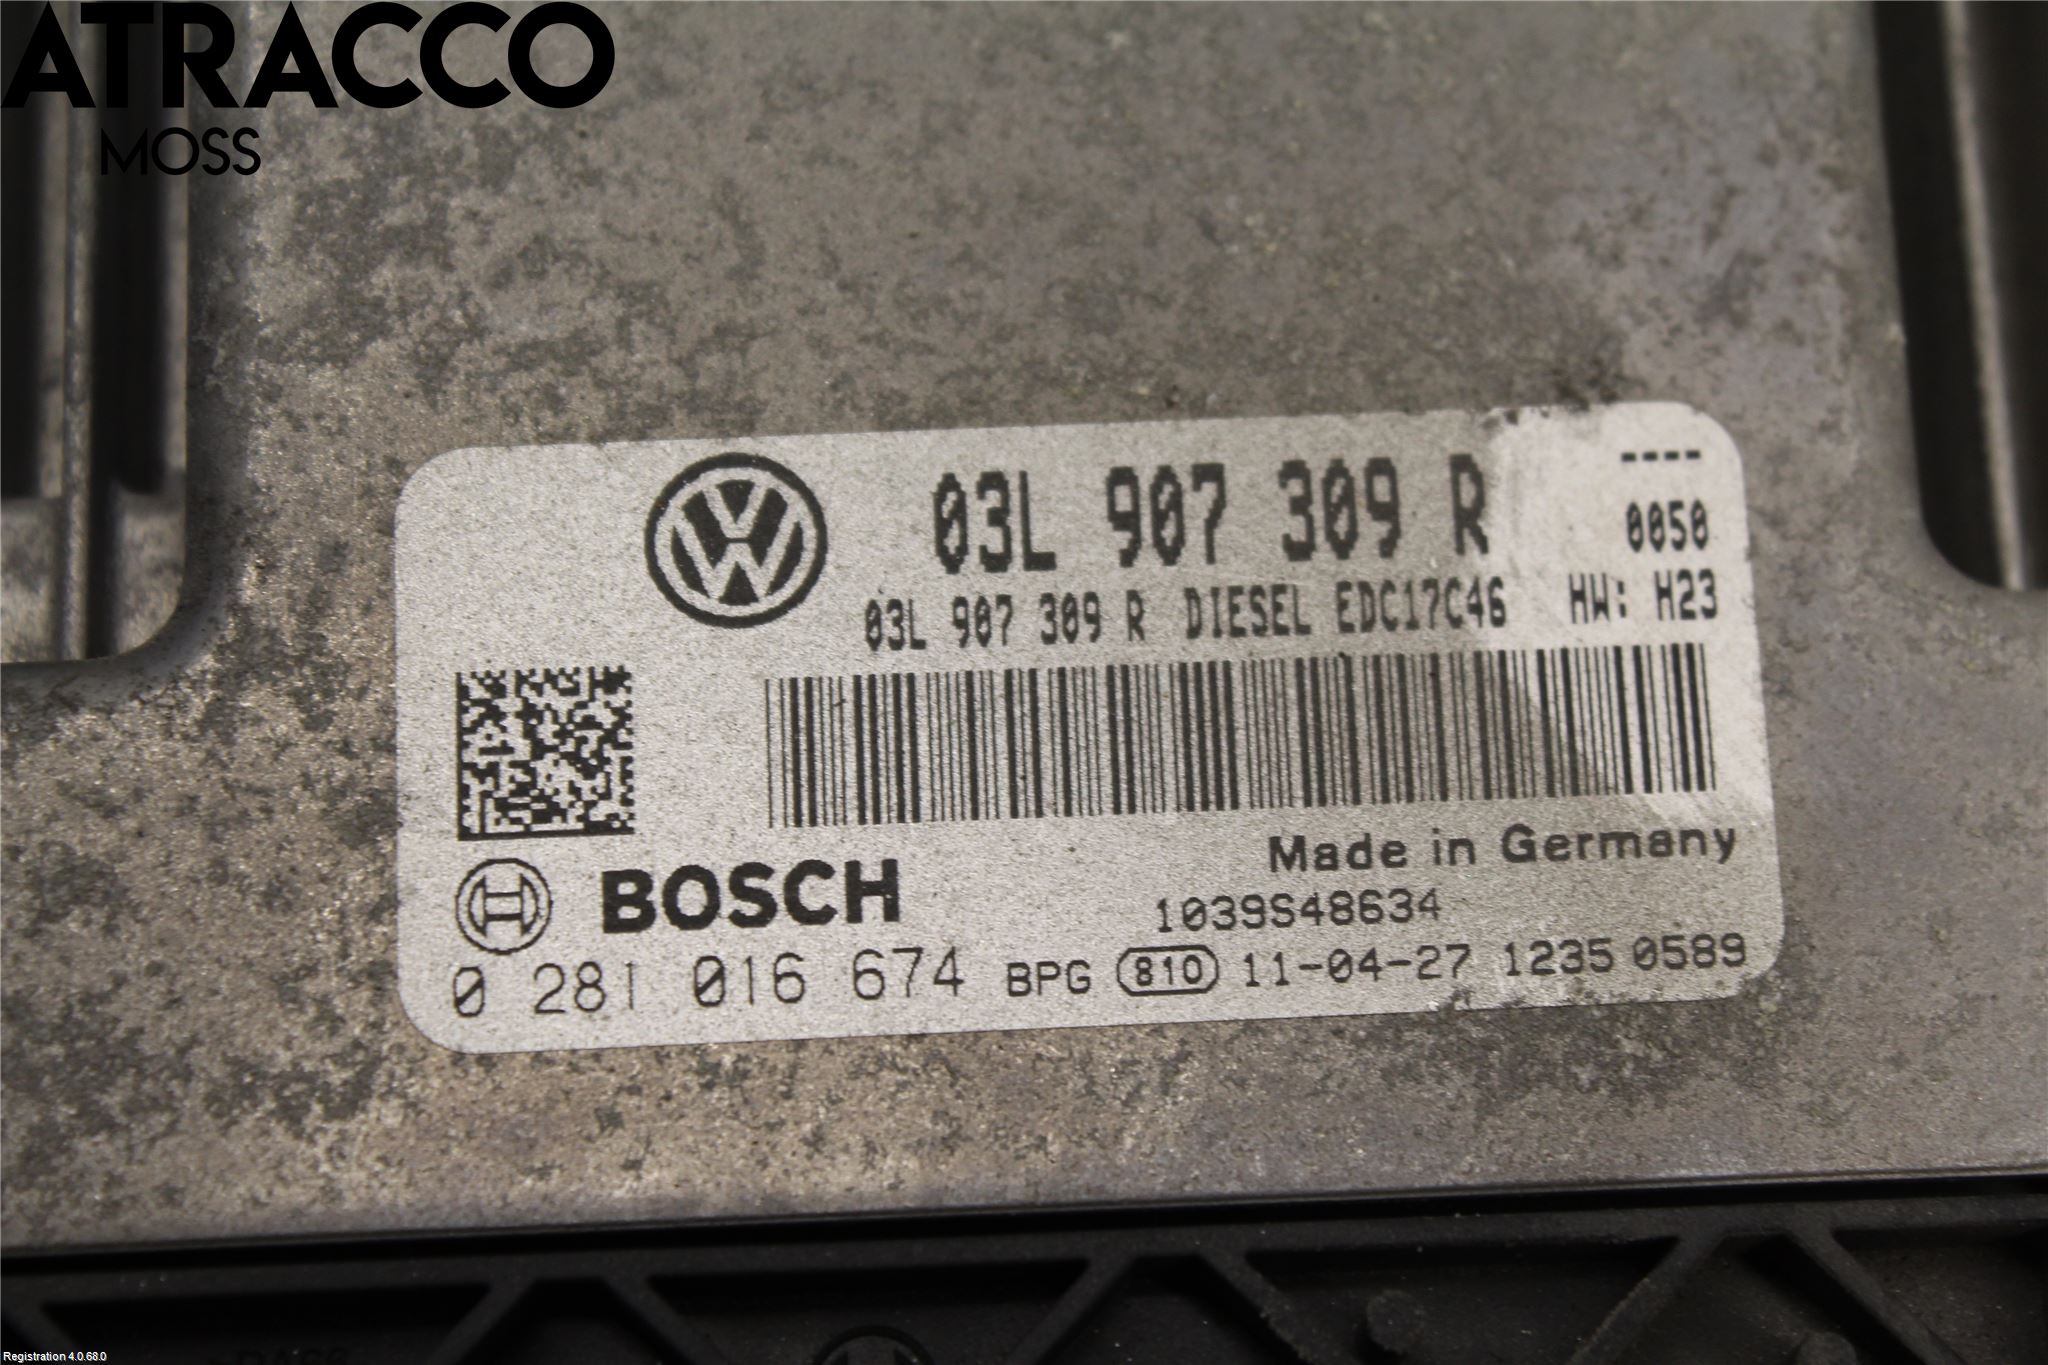 ATRACCO
MOSS
03L 907 309 R
----
0050
03L 907 309 R DIESEL EDC17C46 HW: H23
Made in Germany
BOSCH
1039S48634
0 281 016 674 BPG 810 11-04-27 1235 0589
Registration 4.0.68.0